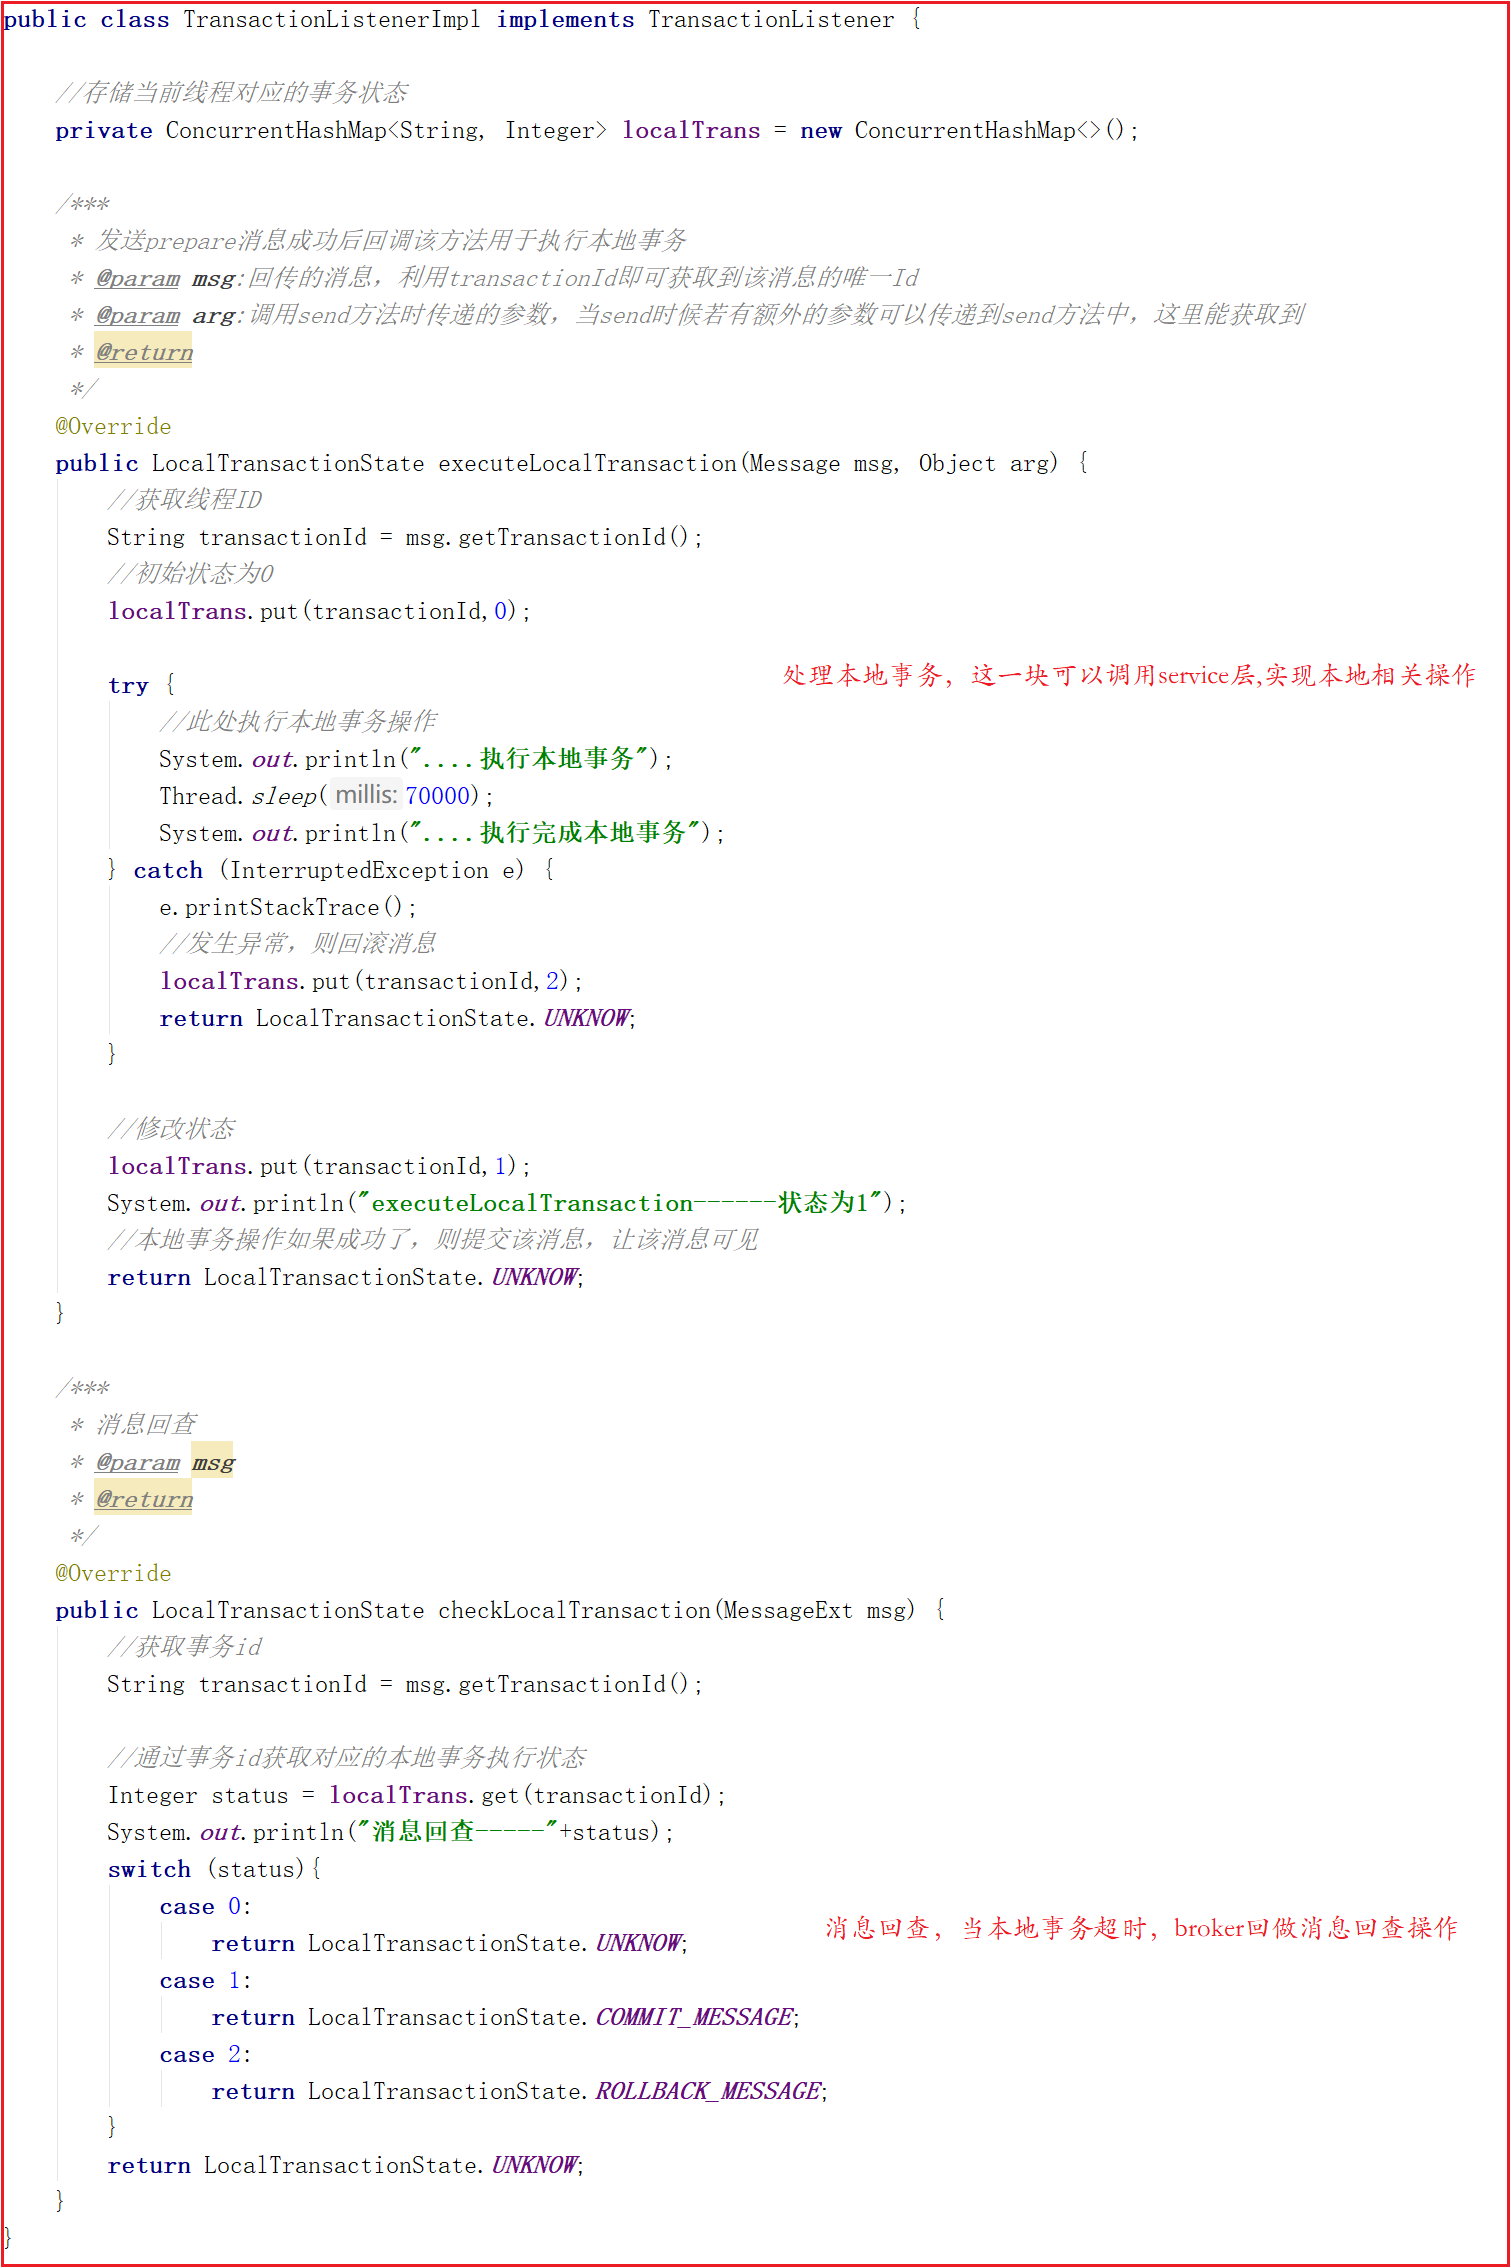 public class TransactionListenerImpl implements TransactionListener {
//存储当前线程对应的事务状态
private ConcurrentHashMap<String, Integer> localTrans = new ConcurrentHashMap<>();
/***
* 发送prepare消息成功后回调该方法用于执行本地事务
* @param msg:回传的消息，利用transactionId即可获取到该消息的唯一Id
* @param arg:调用send方法时传递的参数，当send时候若有额外的参数可以传递到send方法中，这里能获取到
* @return
*/
@Override
public LocalTransactionState executeLocalTransaction(Message msg, Object arg) {
//获取线程ID
String transactionId = msg.getTransactionId();
//初始状态为0
localTrans.put(transactionId,0);
处理本地事务，这一块可以调用service层,实现本地相关操作
try {
//此处执行本地事务操作
System.out.println("....执行本地事务");
Thread.sleep( millis: 70000);
System.out.println("....执行完成本地事务");
} catch (InterruptedException e) {
e.printStackTrace();
//发生异常，则回滚消息
localTrans.put(transactionId,2);
return LocalTransactionState.UNKNOW;
}
//修改状态
localTrans.put(transactionId,1);
System.out.println("executeLocalTransaction------状态为1");
//本地事务操作如果成功了，则提交该消息，让该消息可见
return LocalTransactionState.UNKNOW;
}
/***
* 消息回查
* @param msg
* @return
*/
@Override
public LocalTransactionState checkLocalTransaction(MessageExt msg) {
//获取事务id
String transactionId = msg.getTransactionId();
//通过事务id获取对应的本地事务执行状态
Integer status = localTrans.get(transactionId);
System.out.println("消息回查-----"+status);
switch (status){
case 0:
return LocalTransactionState.UNKNOW;
消息回查，当本地事务超时，broker回做消息回查操作
case 1:
return LocalTransactionState.COMMIT_MESSAGE;
case 2:
return LocalTransactionState.ROLLBACK_MESSAGE;
}
return LocalTransactionState.UNKNOW;
}
}